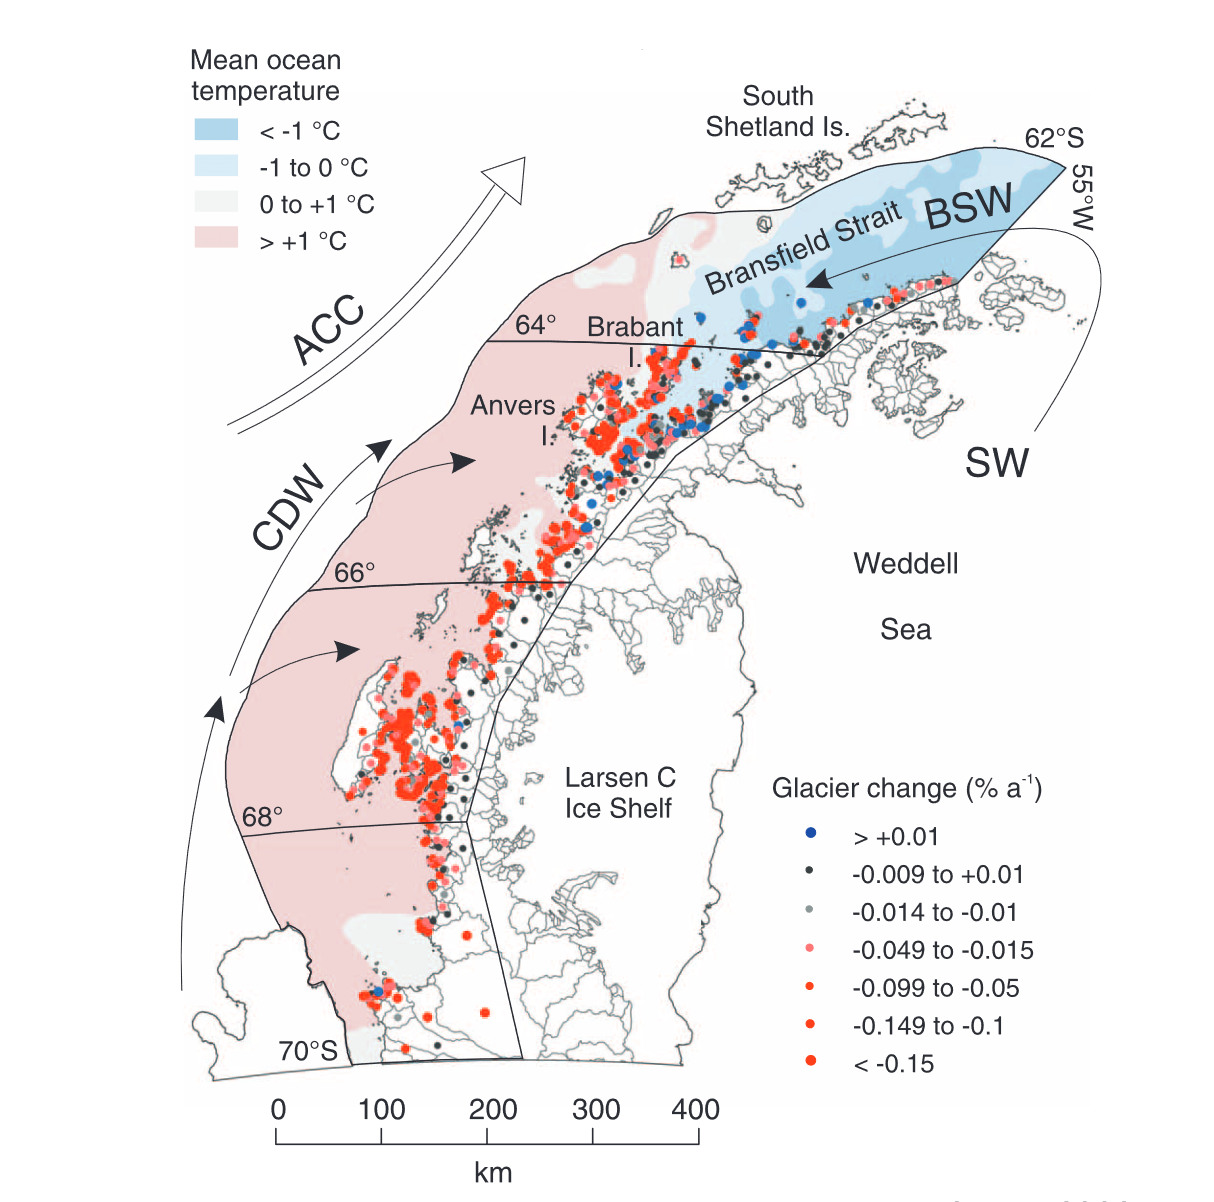 Mean ocean
temperature
< -1 °C
-1 to 0 °C
0 to +1 °C
> +1 °C
South
Shetland Is.
62°S
55°W
BSW
Bransfield Strait
ACC
64°
Brabant
I.
Anvers
I.
CDW
SW
66°
Weddell
Sea
68°
Larsen C
Ice Shelf
Glacier change (% a⁻¹)
> +0.01
-0.009 to +0.01
-0.014 to -0.01
-0.049 to -0.015
-0.099 to -0.05
-0.149 to -0.1
< -0.15
70°S
0 100 200 300 400
km